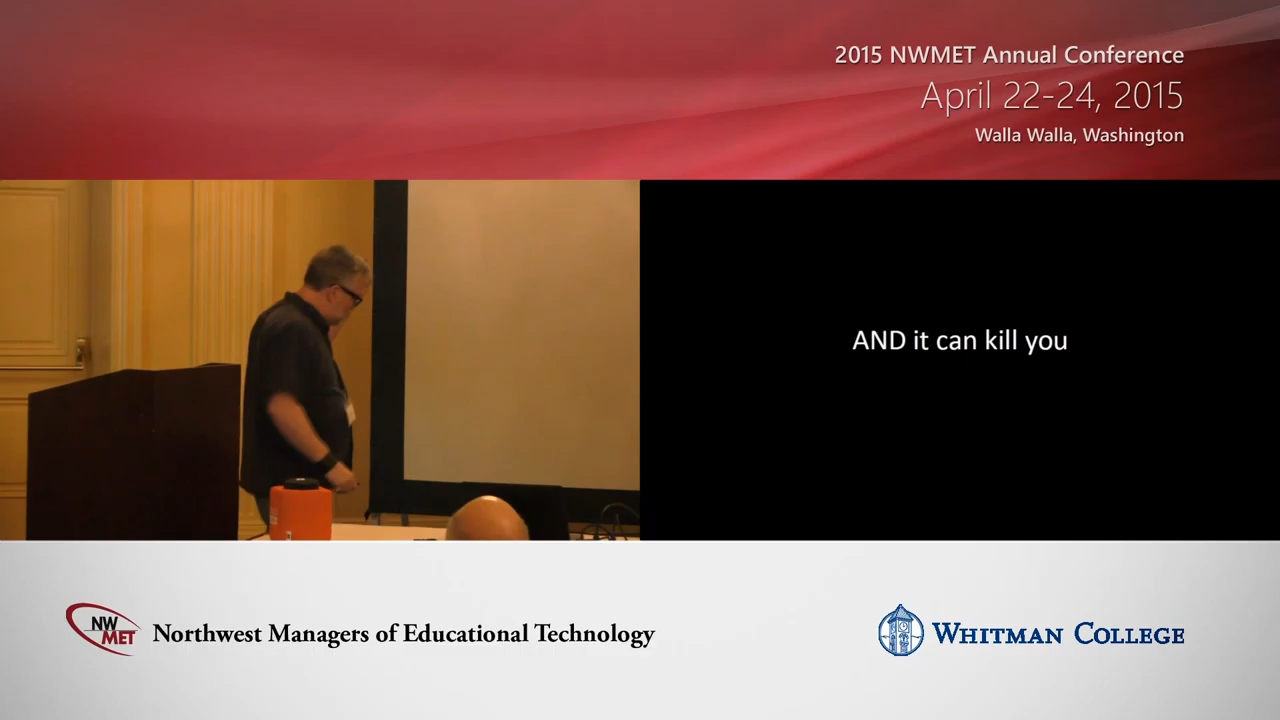 2015 NWMET Annual Conference
April 22-24, 2015
Walla Walla, Washington
AND it can kill you
NW
MET
Northwest Managers of Educational Technology
WHITMAN COLLEGE